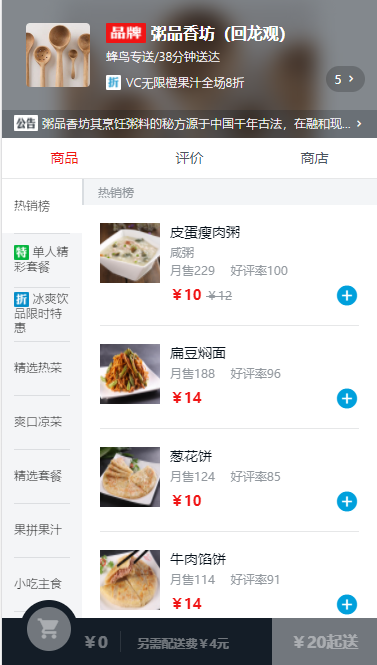 品牌 粥品香坊（回龙观）
蜂鸟专送/38分钟送达
折 VC无限橙果汁全场8折
5 >
公告 粥品香坊其烹饪粥料的秘方源于中国千年古法，在融和现... >
商品 评价 商店
热销榜
特 单人精
彩套餐
折 冰爽饮
品限时特
惠
精选热菜
爽口凉菜
精选套餐
果拼果汁
小吃主食
热销榜
皮蛋瘦肉粥
咸粥
月售229 好评率100
￥10 ￥12
扁豆焖面
月售188 好评率96
￥14
葱花饼
月售124 好评率85
￥10
牛肉馅饼
月售114 好评率91
￥14
￥0 另需配送费￥4元 ￥20起送